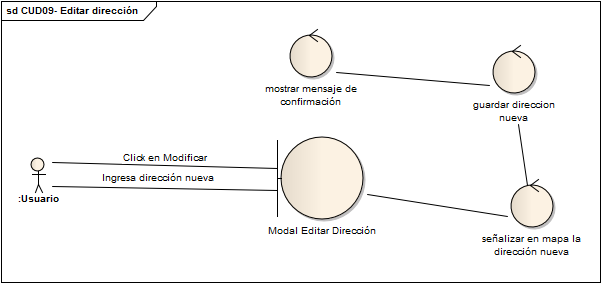 sd CUD09- Editar dirección
mostrar mensaje de
confirmación
guardar direccion
nueva
Click en Modificar
Ingresa dirección nueva
:Usuario
Modal Editar Dirección
señalizar en mapa la
dirección nueva